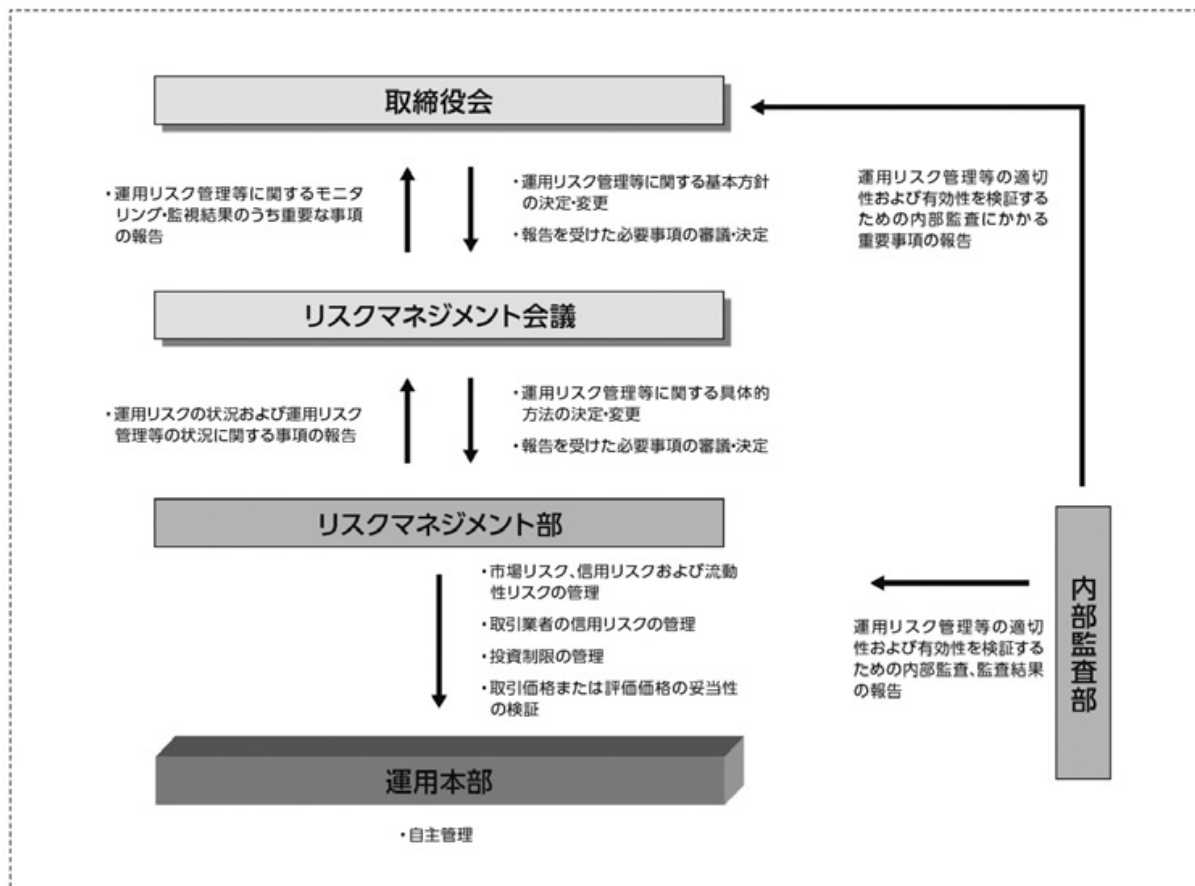 取締役会
・運用リスク管理等に関するモニタ
リング・監視結果のうち重要な事項
の報告
・運用リスク管理等に関する基本方針
の決定・変更
・報告を受けた必要事項の審議・決定
運用リスク管理等の適切
性および有効性を検証する
ための内部監査にかかる
重要事項の報告
リスクマネジメント会議
・運用リスクの状況および運用リスク
管理等の状況に関する事項の報告
・運用リスク管理等に関する具体的
方法の決定・変更
・報告を受けた必要事項の審議・決定
リスクマネジメント部
・市場リスク、信用リスクおよび流動
性リスクの管理
・取引業者の信用リスクの管理
・投資制限の管理
・取引価格または評価価格の妥当性
の検証
運用リスク管理等の適切
性および有効性を検証する
ための内部監査、監査結果
の報告
内部監査部
運用本部
・自主管理